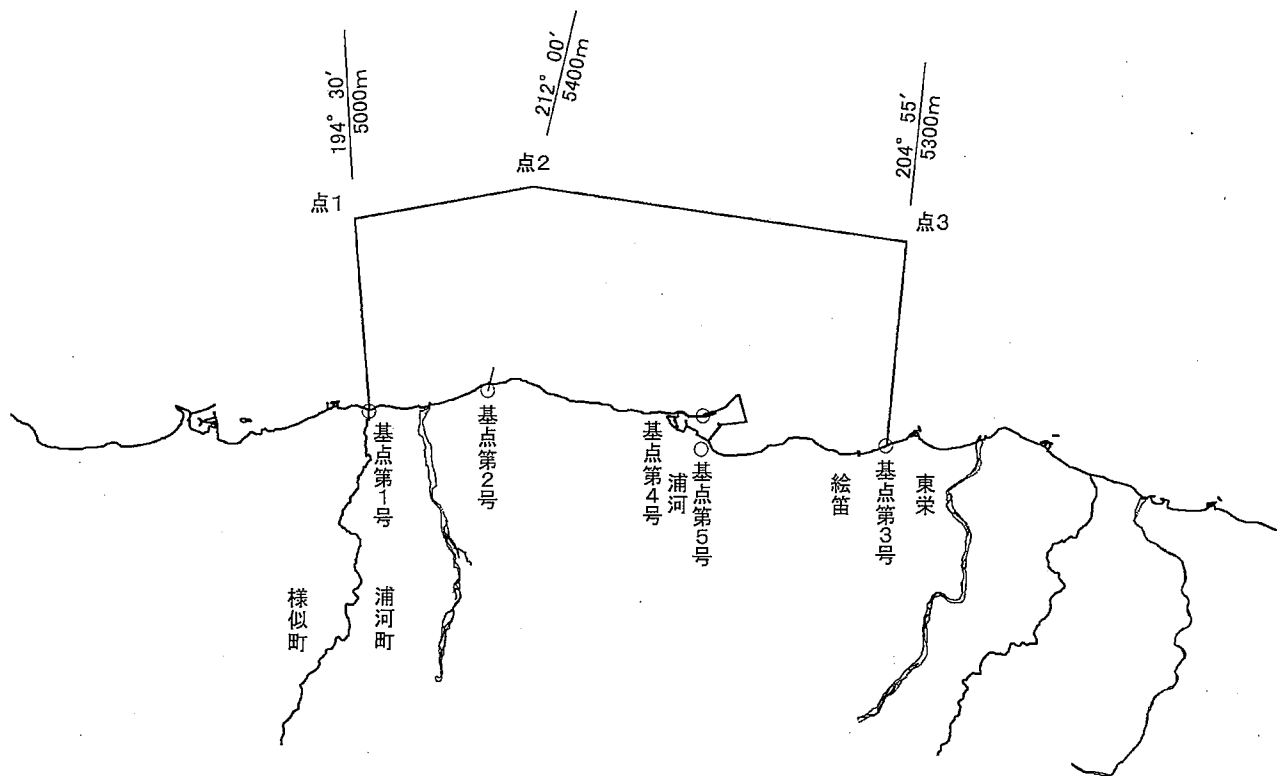 194° 30′
5000m
212° 00′
5400m
204° 55′
5300m
点1
点2
点3
基点第1号
基点第2号
基点第4号
浦河
基点第5号
絵笛
基点第3号
東栄
様似町
浦河町